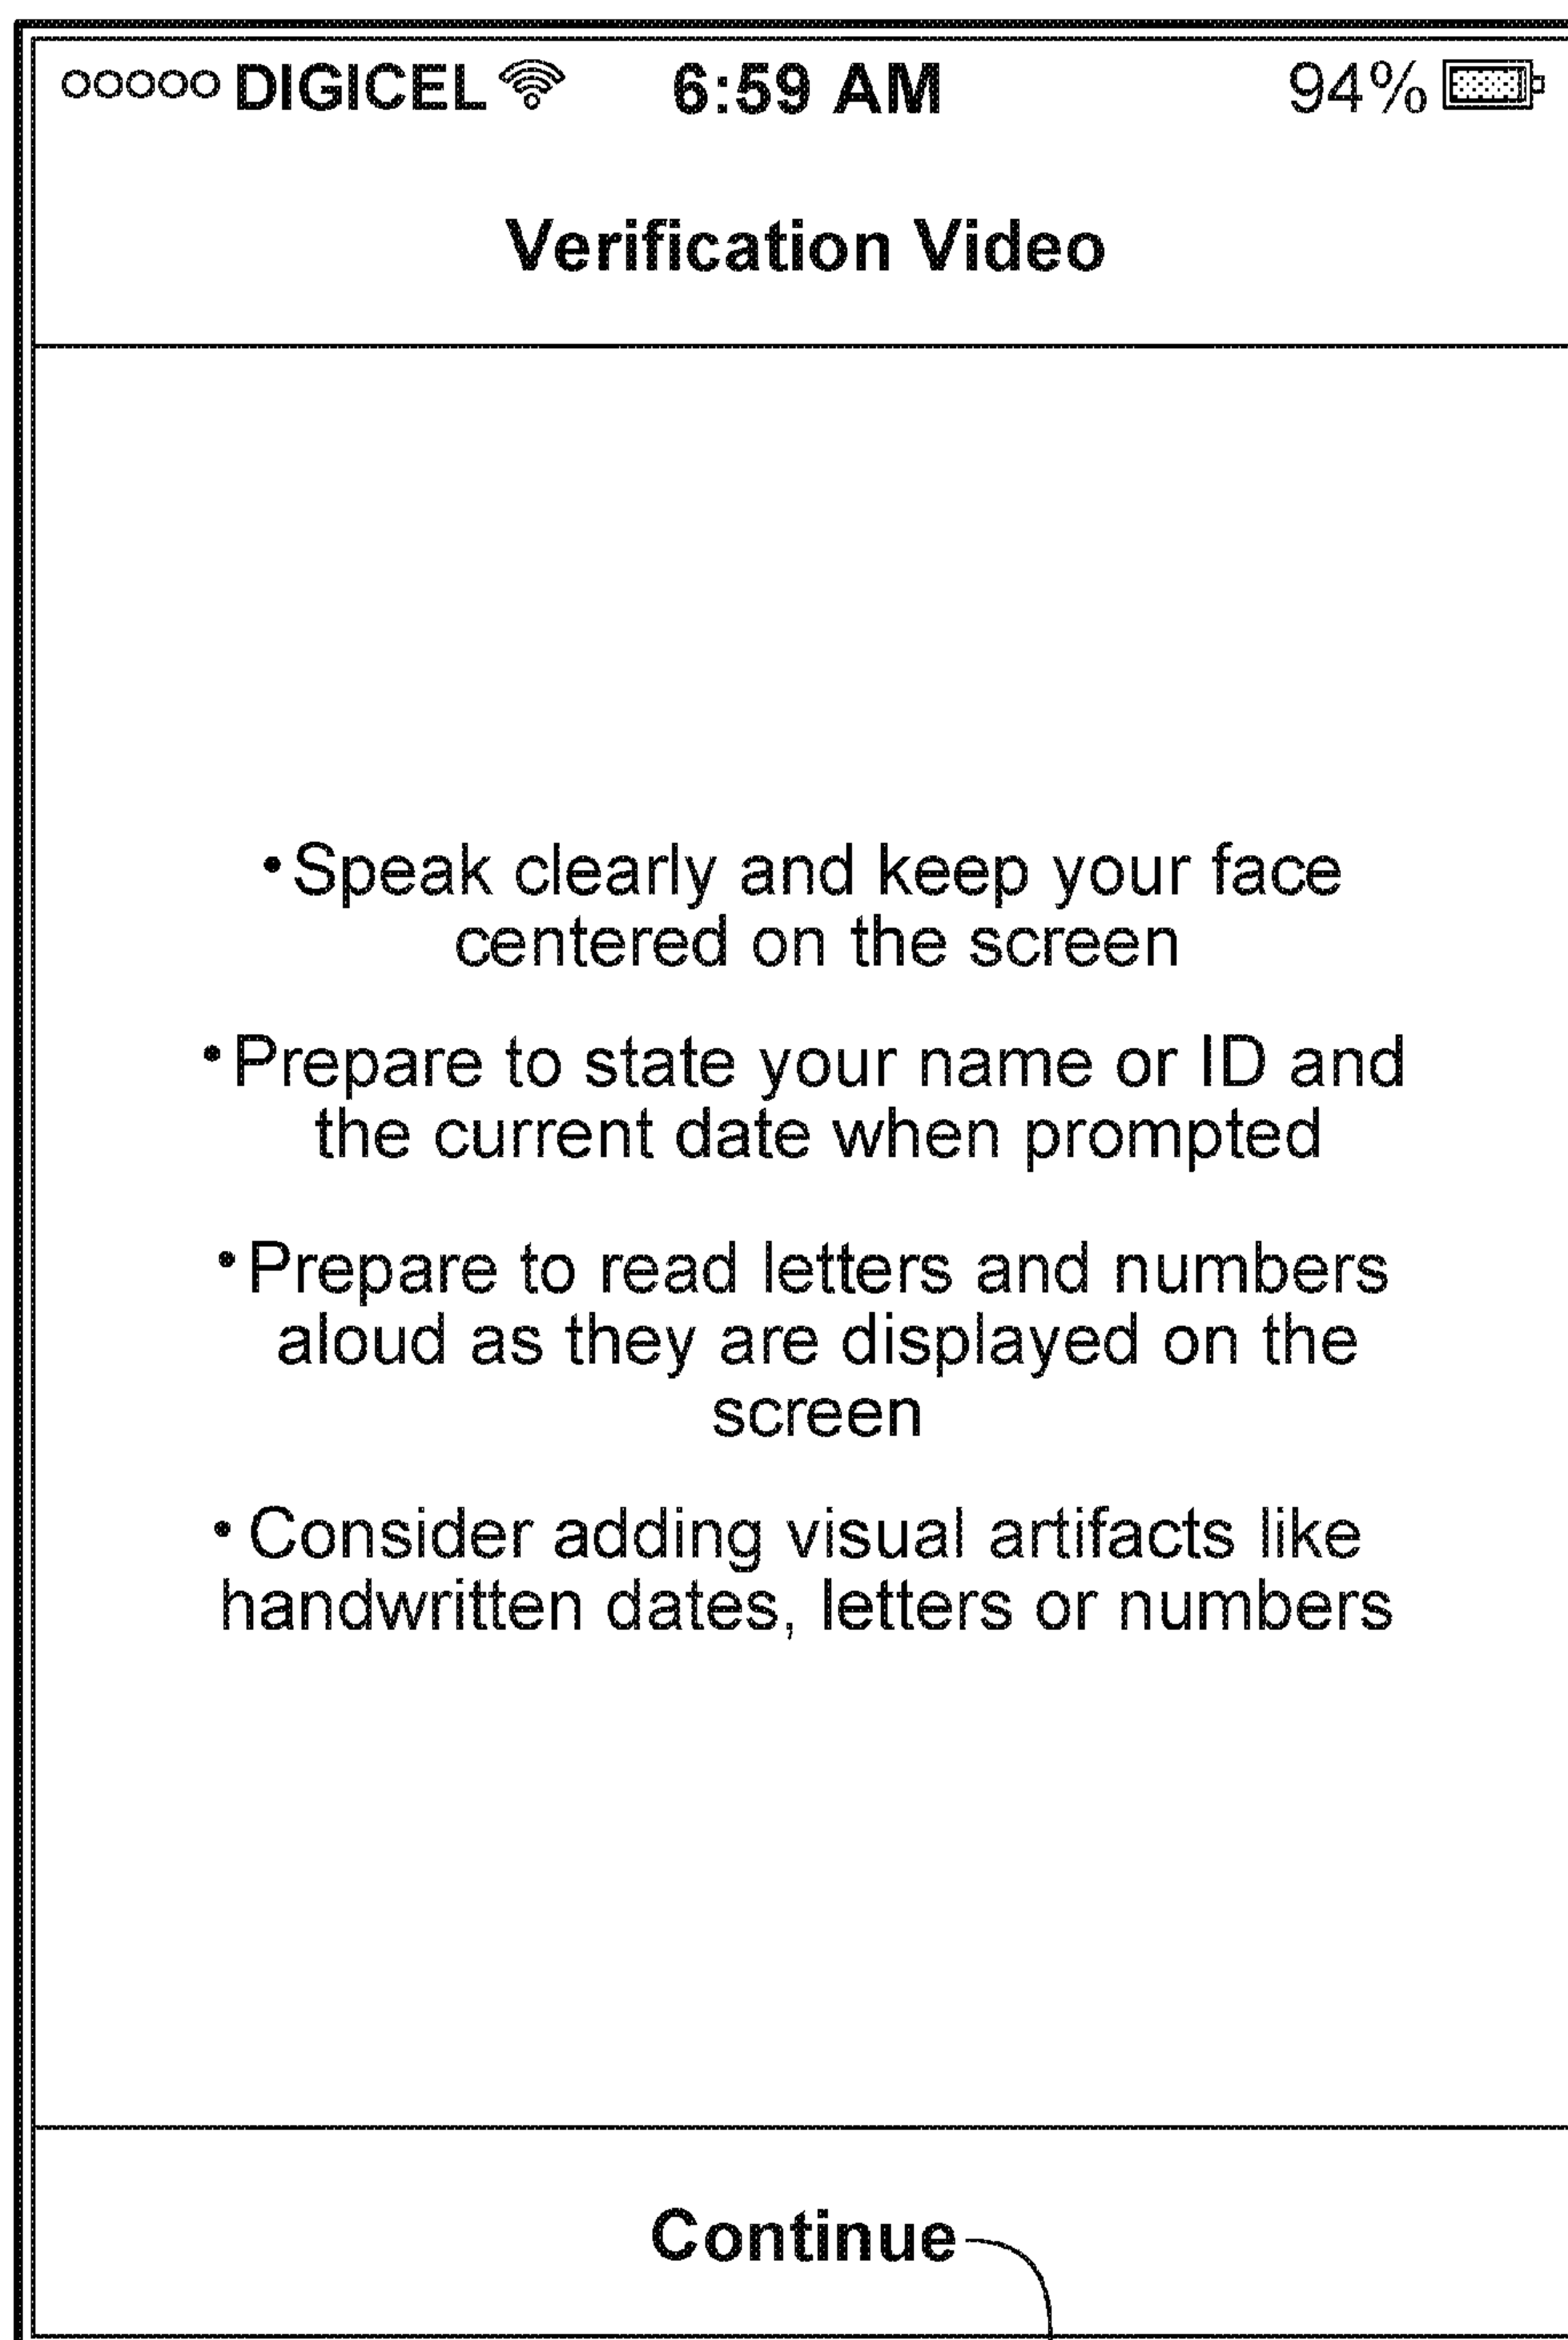 DIGICEL 6:59 AM 94%
Verification Video
•Speak clearly and keep your face
centered on the screen
•Prepare to state your name or ID and
the current date when prompted
•Prepare to read letters and numbers
aloud as they are displayed on the
screen
•Consider adding visual artifacts like
handwritten dates, letters or numbers
Continue